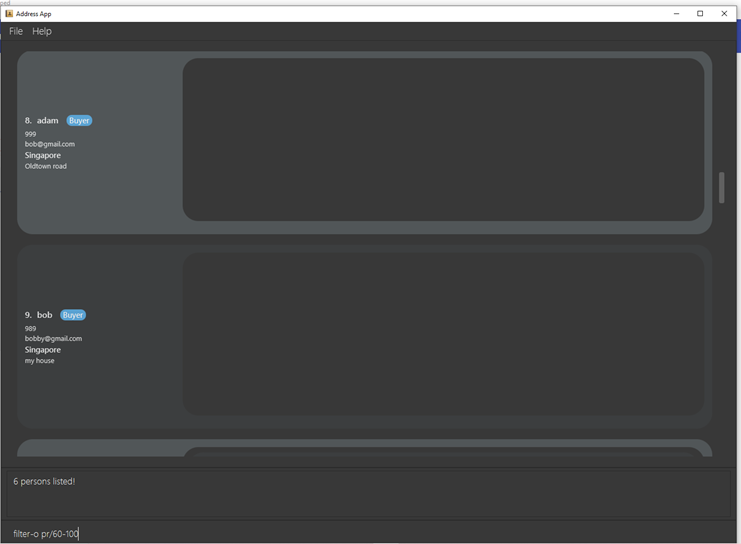 Address App
File Help
8. adam Buyer
999
bob@gmail.com
Singapore
Oldtown road
9. bob Buyer
989
bobby@gmail.com
Singapore
my house
6 persons listed!
filter-o pr/60-100